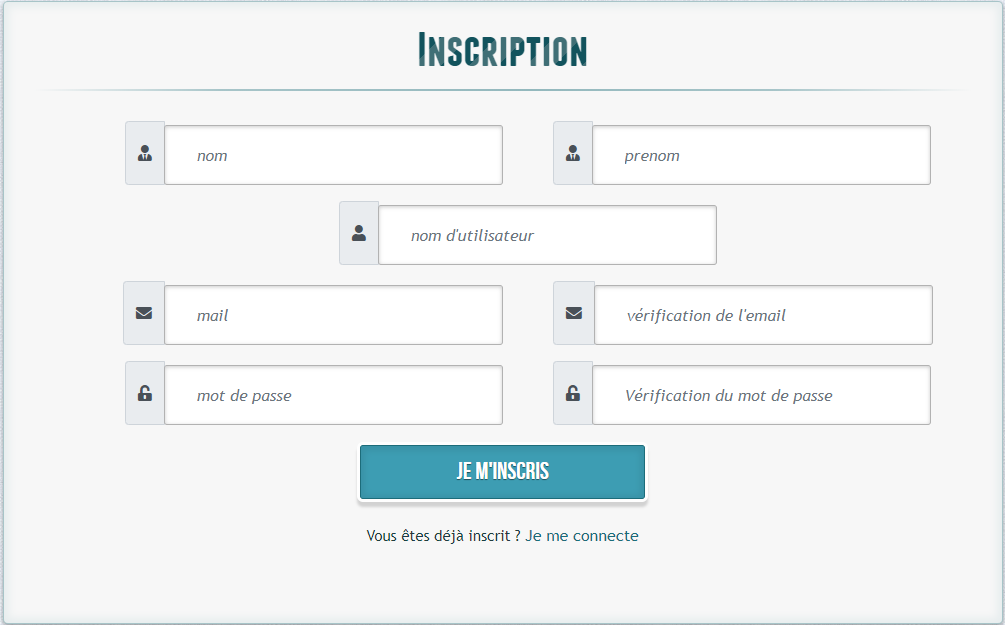 Inscription
nom
prenom
nom d'utilisateur
mail
vérification de l'email
mot de passe
Vérification du mot de passe
JE M'INSCRIS
Vous êtes déjà inscrit ? Je me connecte